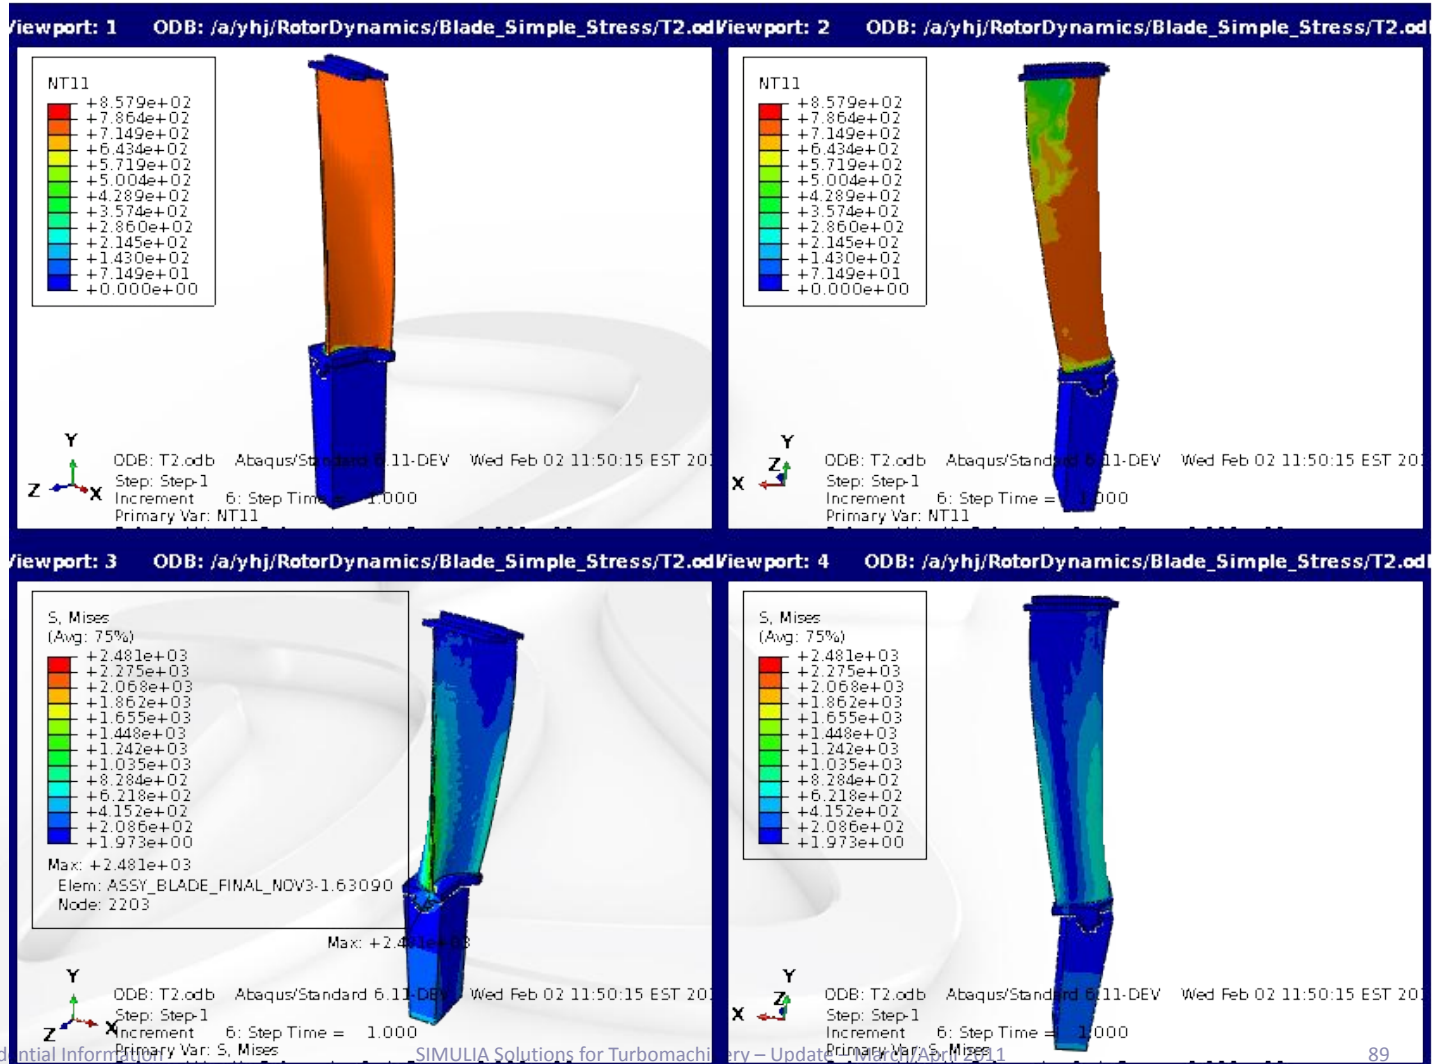 Viewport: 1 ODB: /a/yhj/RotorDynamics/Blade_Simple_Stress/T2.od
NT11
+8.579e+02
+7.864e+02
+7.149e+02
+6.434e+02
+5.719e+02
+5.004e+02
+4.289e+02
+3.574e+02
+2.860e+02
+2.145e+02
+1.430e+02
+7.149e+01
+0.000e+00
Y
Z
X
ODB: T2.odb Abaqus/Standard 6.11-DEV Wed Feb 02 11:50:15 EST 20
Step: Step-1
Increment 6: Step Time = 1.000
Primary Var: NT11
Viewport: 2 ODB: /a/yhj/RotorDynamics/Blade_Simple_Stress/T2.od
NT11
+8.579e+02
+7.864e+02
+7.149e+02
+6.434e+02
+5.719e+02
+5.004e+02
+4.289e+02
+3.574e+02
+2.860e+02
+2.145e+02
+1.430e+02
+7.149e+01
+0.000e+00
Y
Z
X
ODB: T2.odb Abaqus/Standard 6.11-DEV Wed Feb 02 11:50:15 EST 20
Step: Step-1
Increment 6: Step Time = 1.000
Primary Var: NT11
Viewport: 3 ODB: /a/yhj/RotorDynamics/Blade_Simple_Stress/T2.od
S, Mises
(Avg: 75%)
+2.481e+03
+2.275e+03
+2.068e+03
+1.862e+03
+1.655e+03
+1.448e+03
+1.242e+03
+1.035e+03
+8.284e+02
+6.218e+02
+4.152e+02
+2.086e+02
+1.973e+00
Max: +2.481e+03
Elem: ASSY_BLADE_FINAL_NOV3-1.63090
Node: 2203
Max: +2.481e+03
Y
Z
X
ODB: T2.odb Abaqus/Standard 6.11-DEV Wed Feb 02 11:50:15 EST 20
Step: Step-1
Increment 6: Step Time = 1.000
Primary Var: S, Mises
Viewport: 4 ODB: /a/yhj/RotorDynamics/Blade_Simple_Stress/T2.od
S, Mises
(Avg: 75%)
+2.481e+03
+2.275e+03
+2.068e+03
+1.862e+03
+1.655e+03
+1.448e+03
+1.242e+03
+1.035e+03
+8.284e+02
+6.218e+02
+4.152e+02
+2.086e+02
+1.973e+00
Y
Z
X
ODB: T2.odb Abaqus/Standard 6.11-DEV Wed Feb 02 11:50:15 EST 20
Step: Step-1
Increment 6: Step Time = 1.000
Primary Var: S, Mises
dential Information SIMULIA Solutions for Turbomachinery – Update March/April 2011 89